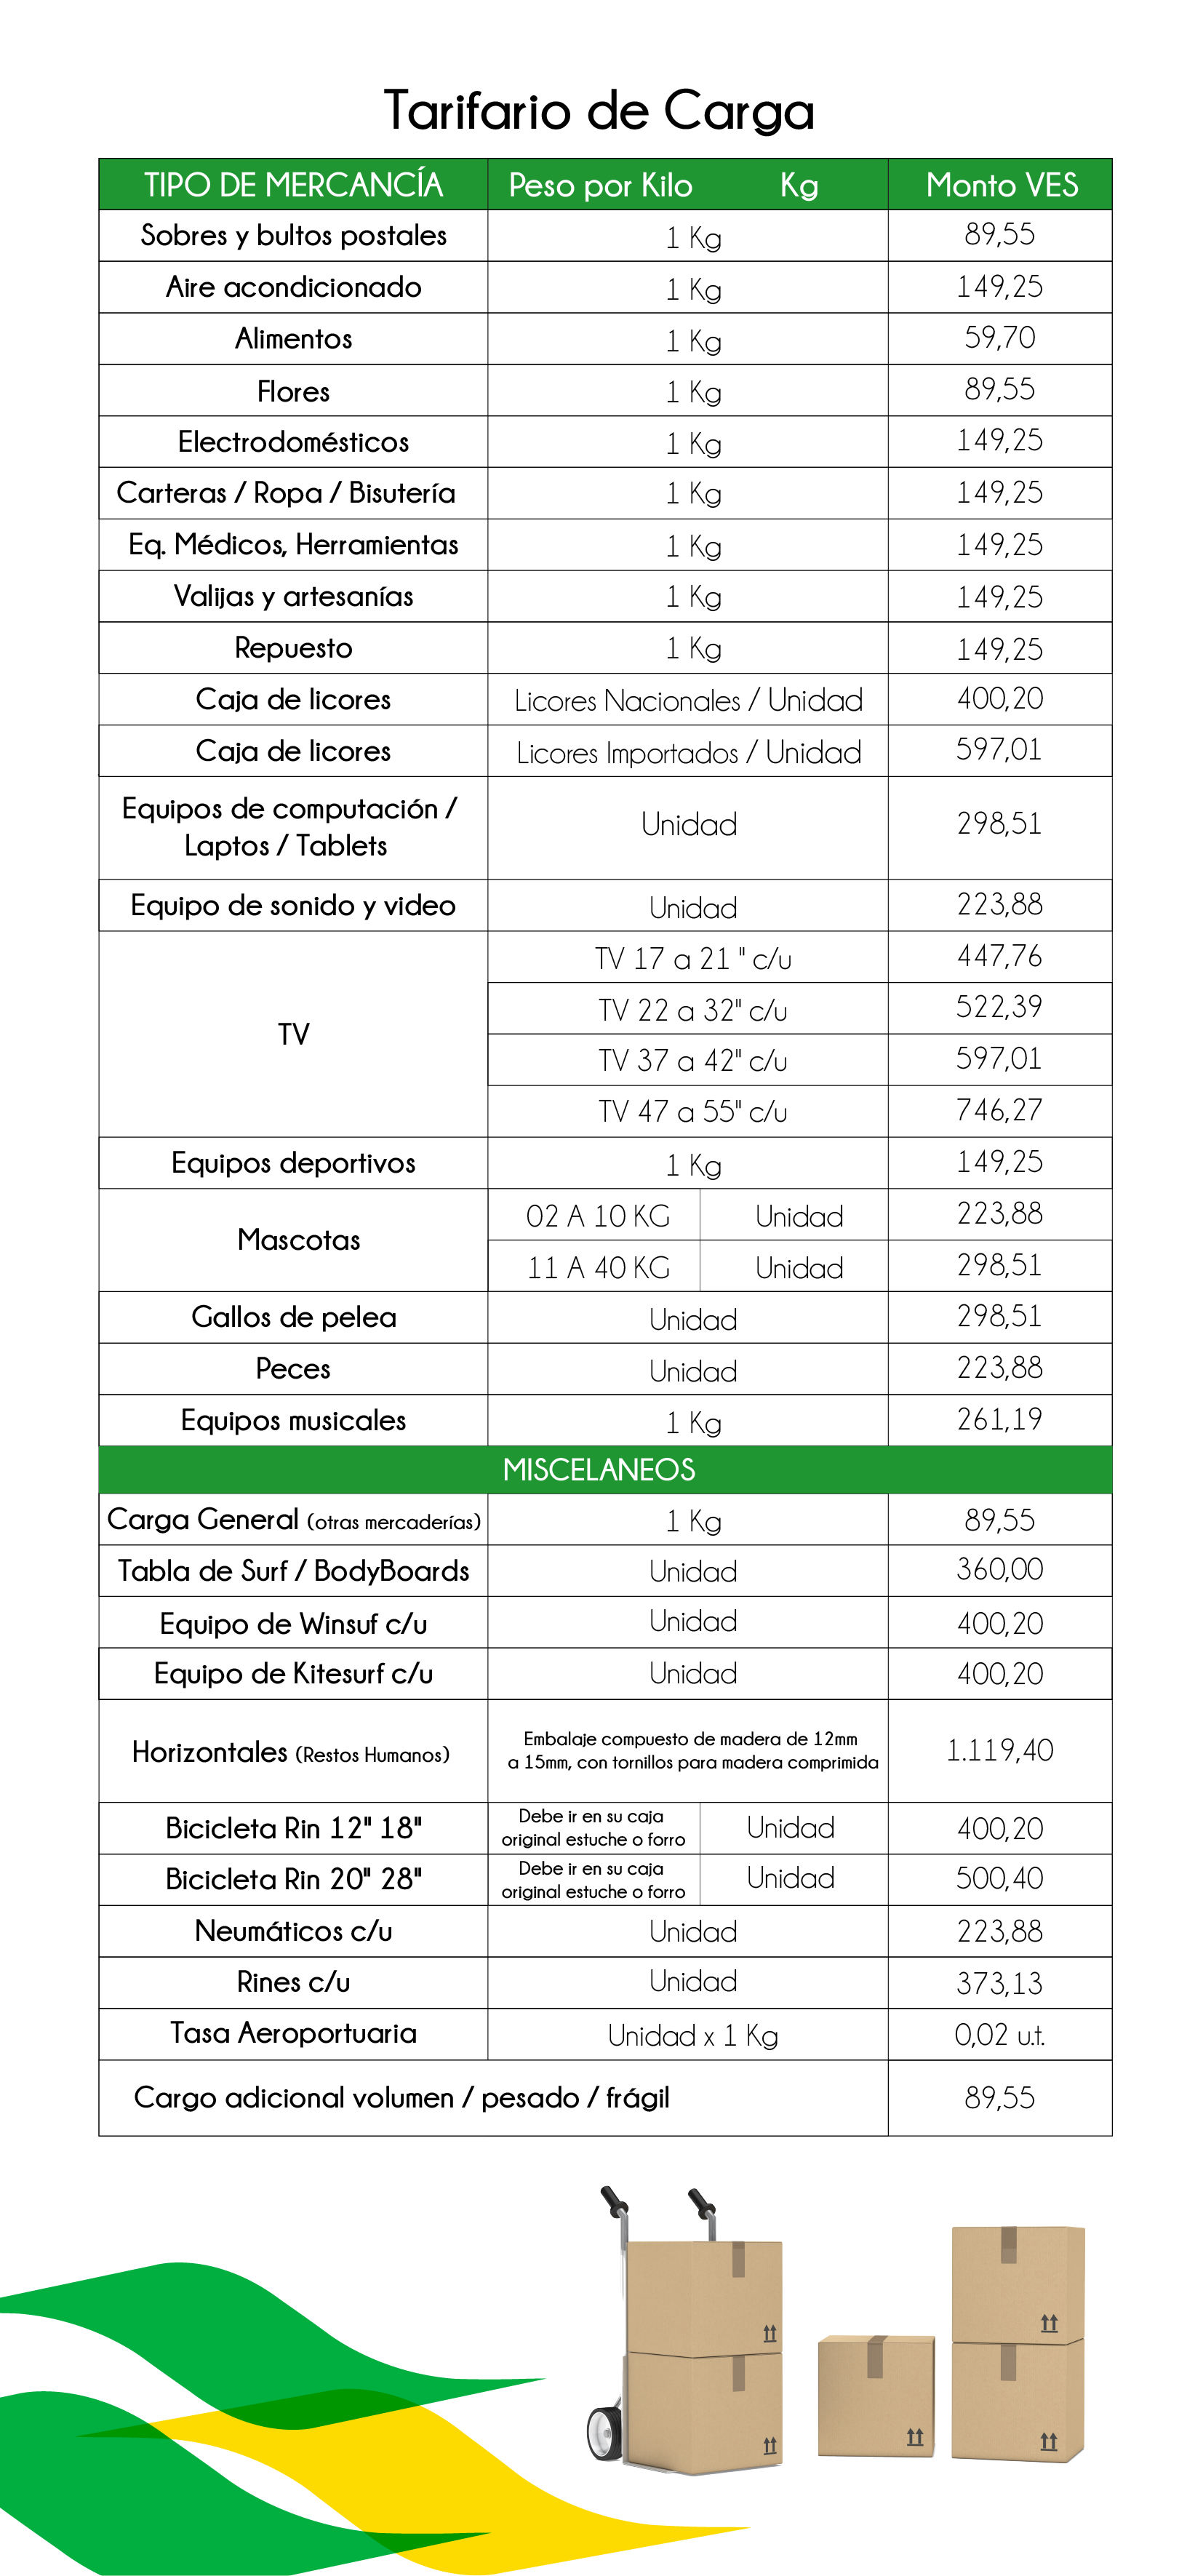 Tarifario de Carga
TIPO DE MERCANCÍA Peso por Kilo Kg Monto VES
Sobres y bultos postales 1 Kg 89,55
Aire acondicionado 1 Kg 149,25
Alimentos 1 Kg 59,70
Flores 1 Kg 89,55
Electrodomésticos 1 Kg 149,25
Carteras / Ropa / Bisutería 1 Kg 149,25
Eq. Médicos, Herramientas 1 Kg 149,25
Valijas y artesanías 1 Kg 149,25
Repuesto 1 Kg 149,25
Caja de licores Licores Nacionales / Unidad 400,20
Caja de licores Licores Importados / Unidad 597,01
Equipos de computación /
Laptos / Tablets Unidad 298,51
Equipo de sonido y video Unidad 223,88
TV
TV 17 a 21 " c/u 447,76
TV 22 a 32" c/u 522,39
TV 37 a 42" c/u 597,01
TV 47 a 55" c/u 746,27
Equipos deportivos 1 Kg 149,25
Mascotas
02 A 10 KG Unidad 223,88
11 A 40 KG Unidad 298,51
Gallos de pelea Unidad 298,51
Peces Unidad 223,88
Equipos musicales 1 Kg 261,19
MISCELANEOS
Carga General (otras mercaderías) 1 Kg 89,55
Tabla de Surf / BodyBoards Unidad 360,00
Equipo de Winsuf c/u Unidad 400,20
Equipo de Kitesurf c/u Unidad 400,20
Horizontales (Restos Humanos)
Embalaje compuesto de madera de 12mm
a 15mm, con tornillos para madera comprimida
1.119,40
Bicicleta Rin 12" 18"
Debe ir en su caja
original estuche o forro
Unidad 400,20
Bicicleta Rin 20" 28"
Debe ir en su caja
original estuche o forro
Unidad 500,40
Neumáticos c/u Unidad 223,88
Rines c/u Unidad 373,13
Tasa Aeroportuaria Unidad x 1 Kg 0,02 u.t.
Cargo adicional volumen / pesado / frágil 89,55